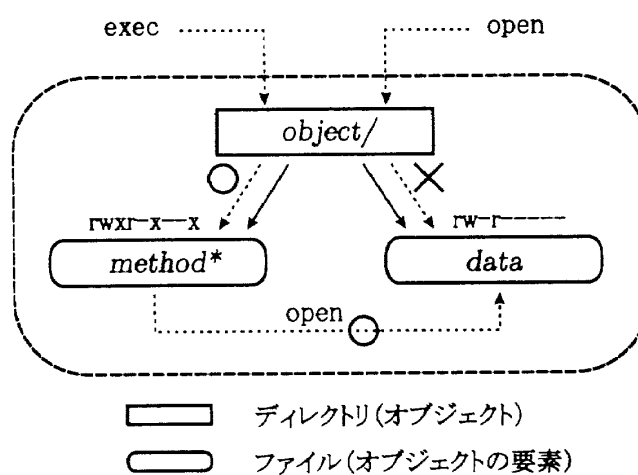 exec
open
object/
rwxr-x--x
rw-r-----
method*
data
open
ディレクトリ(オブジェクト)
ファイル(オブジェクトの要素)